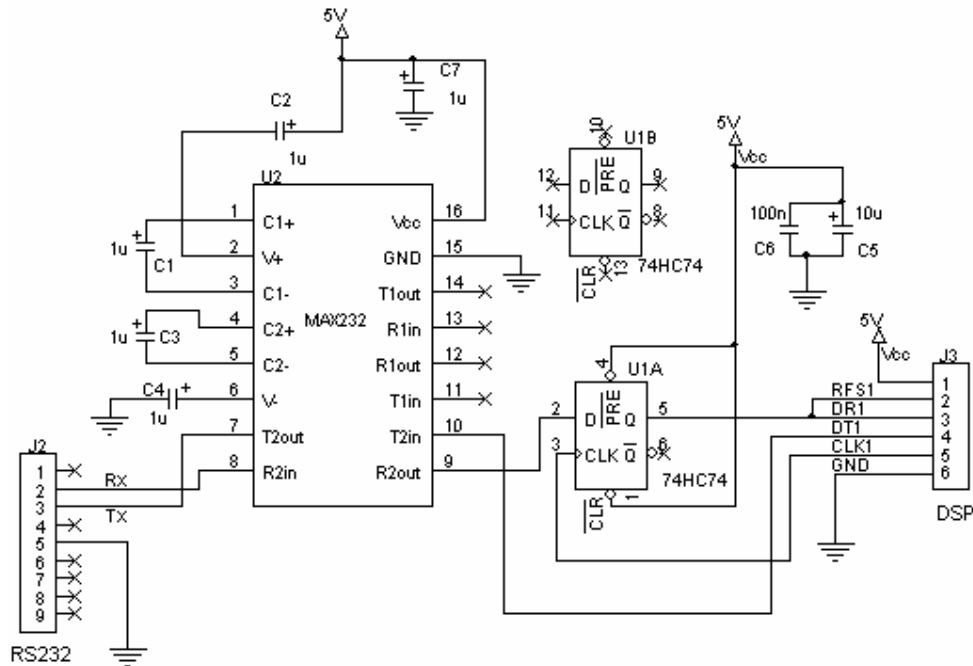 5V
C7
1u
C2
1u
U2
1 C1+ Vcc 16
2 V+ GND 15
3 C1- T1out 14
4 C2+ R1in 13
5 C2- R1out 12
6 V- T1in 11
7 T2out T2in 10
8 R2in R2out 9
MAX232
1u C1
1u C3
C4
1u
J2
1
2
3
4
5
6
7
8
9
Rx
Tx
RS232
10
U1B
12 D PRE Q 9
11 CLK Q 8
CLR 13
74HC74
5V
Vcc
100n
C6
10u
C5
4
U1A
2 D PRE Q 5
3 CLK Q 6
CLR 1
74HC74
5V
Vcc
J3
1
RFS1 2
DR1 3
DT1 4
CLK1 5
GND 6
DSP